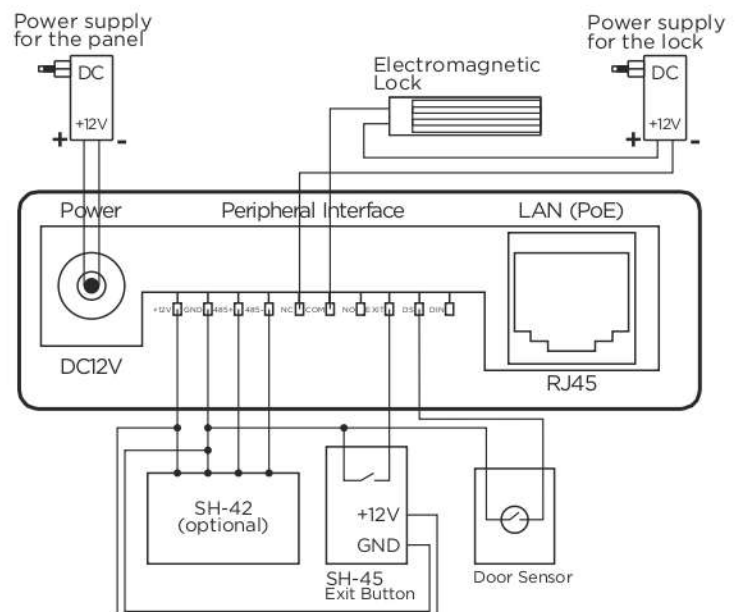 Power supply
for the panel
DC
+12V
+ -
Electromagnetic
Lock
Power supply
for the lock
DC
+12V
+ -
Power
Peripheral Interface
LAN (PoE)
+12V GND 485+ 485- NC COM NO EXIT DS DIN
DC12V
RJ45
SH-42
(optional)
+12V
GND
SH-45
Exit Button
Door Sensor